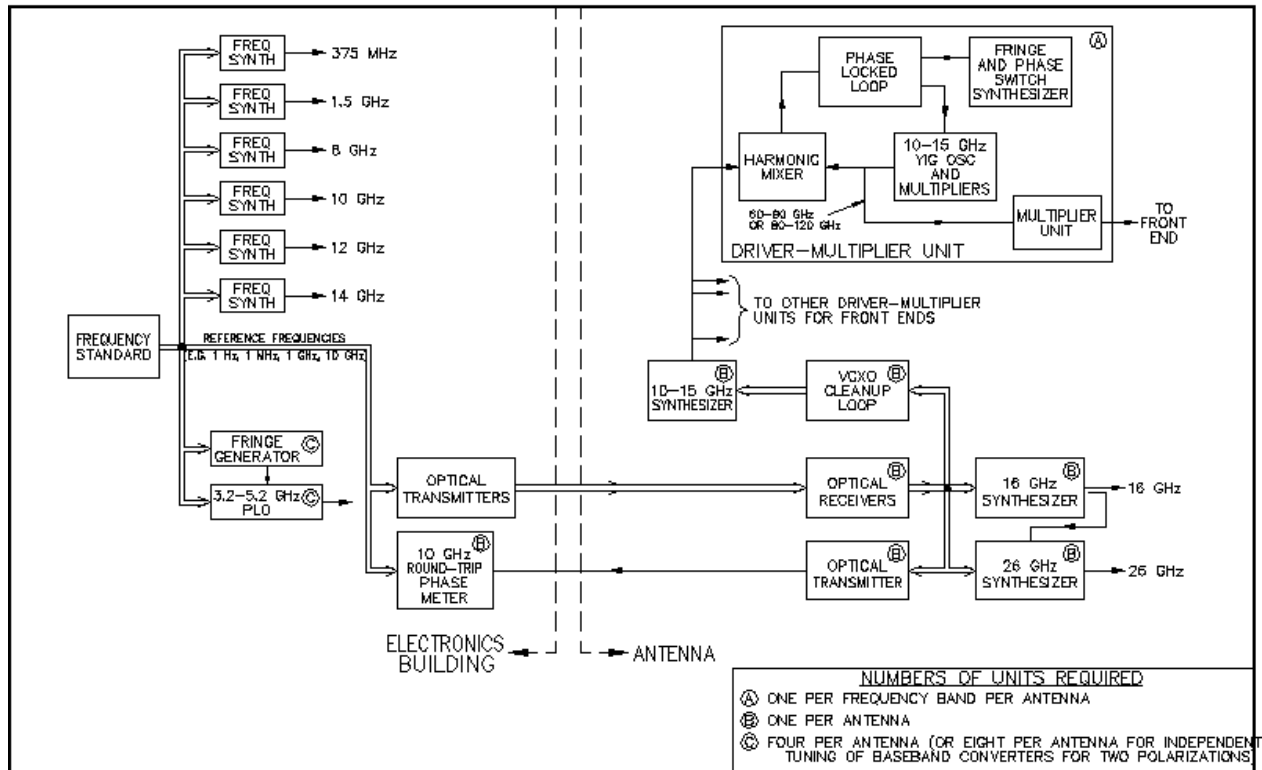 FREQ
SYNTH
375 MHz
FREQ
SYNTH
1.5 GHz
FREQ
SYNTH
8 GHz
FREQ
SYNTH
10 GHz
FREQ
SYNTH
12 GHz
FREQ
SYNTH
14 GHz
FREQUENCY
STANDARD
REFERENCE FREQUENCIES
(E.G. 1 Hz, 1 MHz, 1 GHz, 10 GHz)
FRINGE
GENERATOR
C
3.2-5.2 GHz
PLO
C
OPTICAL
TRANSMITTERS
10 GHz
ROUND-TRIP
PHASE
METER
B
ELECTRONICS
BUILDING
ANTENNA
A
PHASE
LOCKED
LOOP
FRINGE
AND PHASE
SWITCH
SYNTHESIZER
HARMONIC
MIXER
10-15 GHz
YIG OSC
AND
MULTIPLIERS
60-90 GHz
OR 80-120 GHz
MULTIPLIER
UNIT
TO
FRONT
END
DRIVER-MULTIPLIER UNIT
TO OTHER DRIVER-MULTIPLIER
UNITS FOR FRONT ENDS
10-15 GHz
SYNTHESIZER
B
VCXO
CLEANUP
LOOP
B
OPTICAL
RECEIVERS
B
16 GHz
SYNTHESIZER
B
16 GHz
OPTICAL
TRANSMITTER
B
26 GHz
SYNTHESIZER
B
26 GHz
NUMBERS OF UNITS REQUIRED
A ONE PER FREQUENCY BAND PER ANTENNA
B ONE PER ANTENNA
C FOUR PER ANTENNA (OR EIGHT PER ANTENNA FOR INDEPENDENT
TUNING OF BASEBAND CONVERTERS FOR TWO POLARIZATIONS)